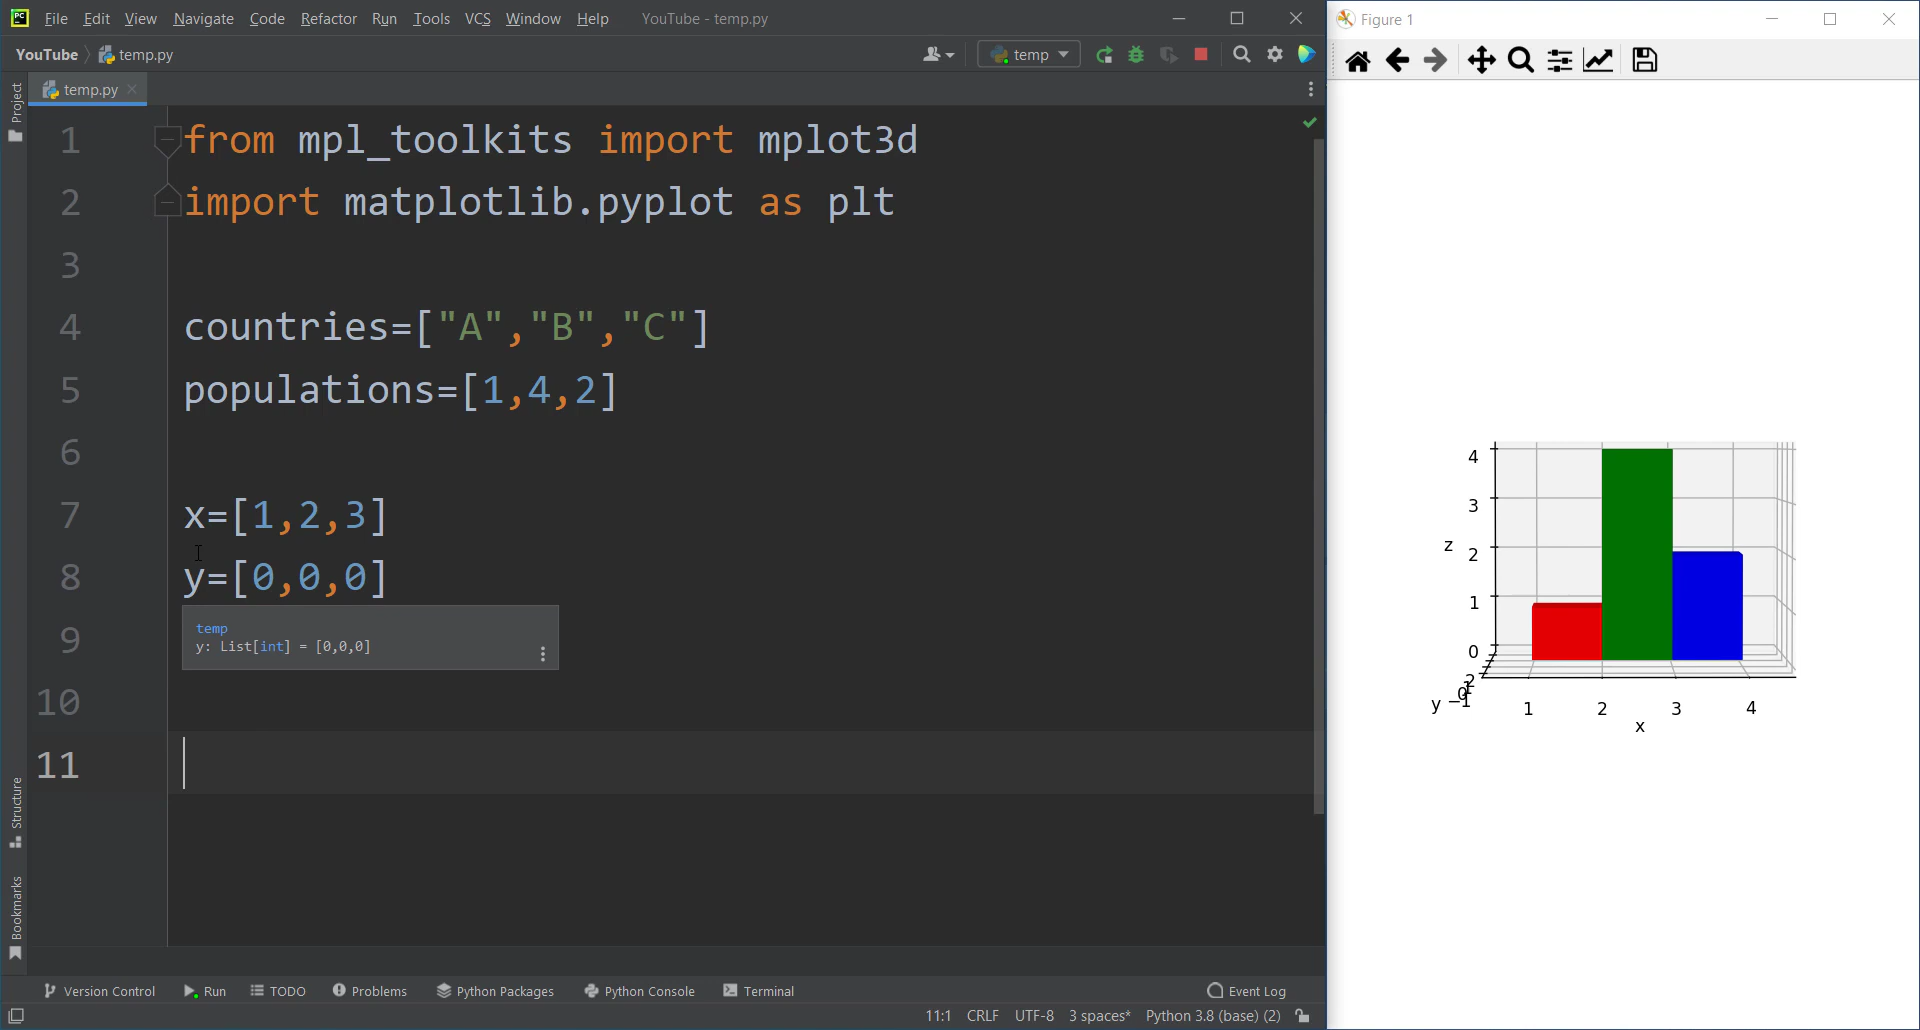 PC File Edit View Navigate Code Refactor Run Tools VCS Window Help YouTube - temp.py
YouTube temp.py temp
Project
temp.py
1 from mpl_toolkits import mplot3d
2 import matplotlib.pyplot as plt
3
4 countries=["A","B","C"]
5 populations=[1,4,2]
6
7 x=[1,2,3]
8 y=[0,0,0]
9
temp
y: List[int] = [0,0,0]
10
11
Structure
Bookmarks
Version Control Run TODO Problems Python Packages Python Console Terminal Event Log
11:1 CRLF UTF-8 3 spaces* Python 3.8 (base) (2)
Figure 1
4
3
z 2
1
0
2
1
0
y −1
1 2 3 4
x